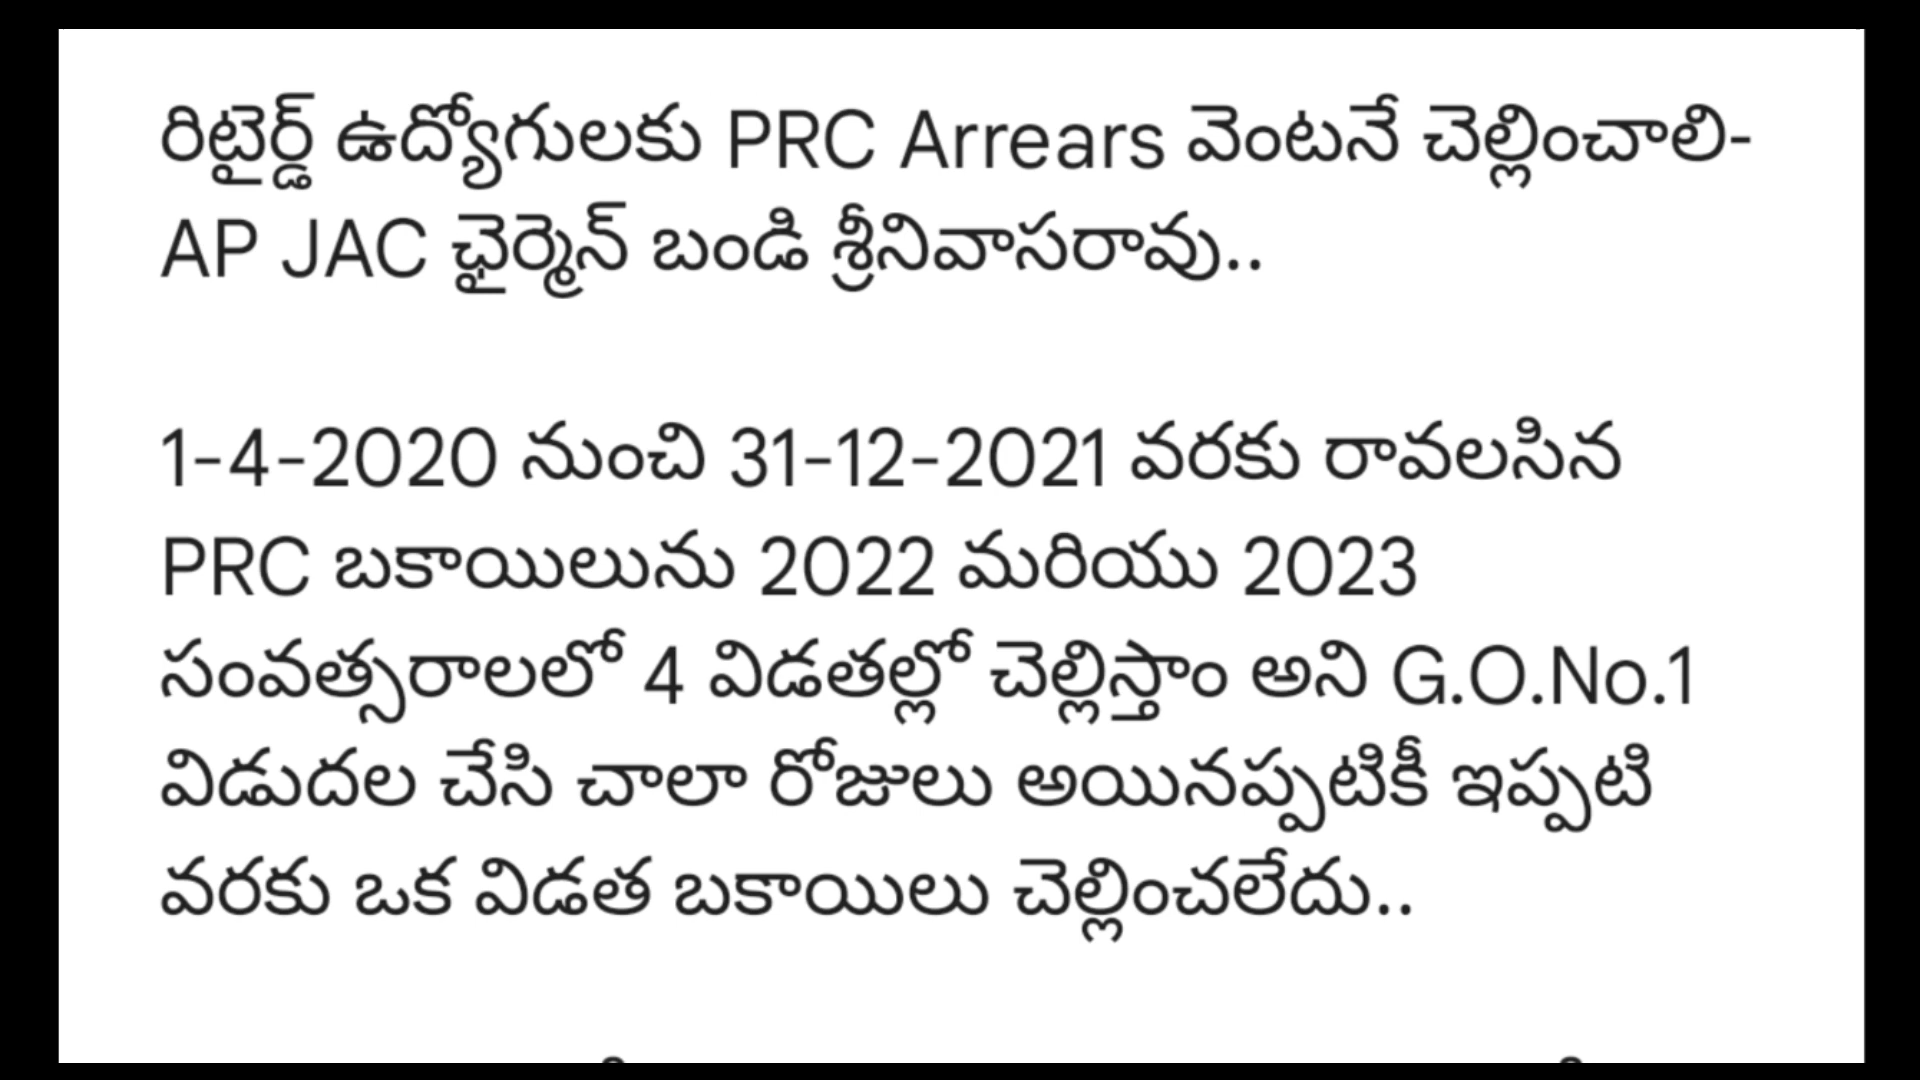 రిటైర్డ్ ఉద్యోగులకు PRC Arrears వెంటనే చెల్లించాలి-
AP JAC ఛైర్మెన్ బండి శ్రీనివాసరావు..
1-4-2020 నుంచి 31-12-2021 వరకు రావలసిన
PRC బకాయిలును 2022 మరియు 2023
సంవత్సరాలలో 4 విడతల్లో చెల్లిస్తాం అని G.O.No.1
విడుదల చేసి చాలా రోజులు అయినప్పటికీ ఇప్పటి
వరకు ఒక విడత బకాయిలు చెల్లించలేదు..